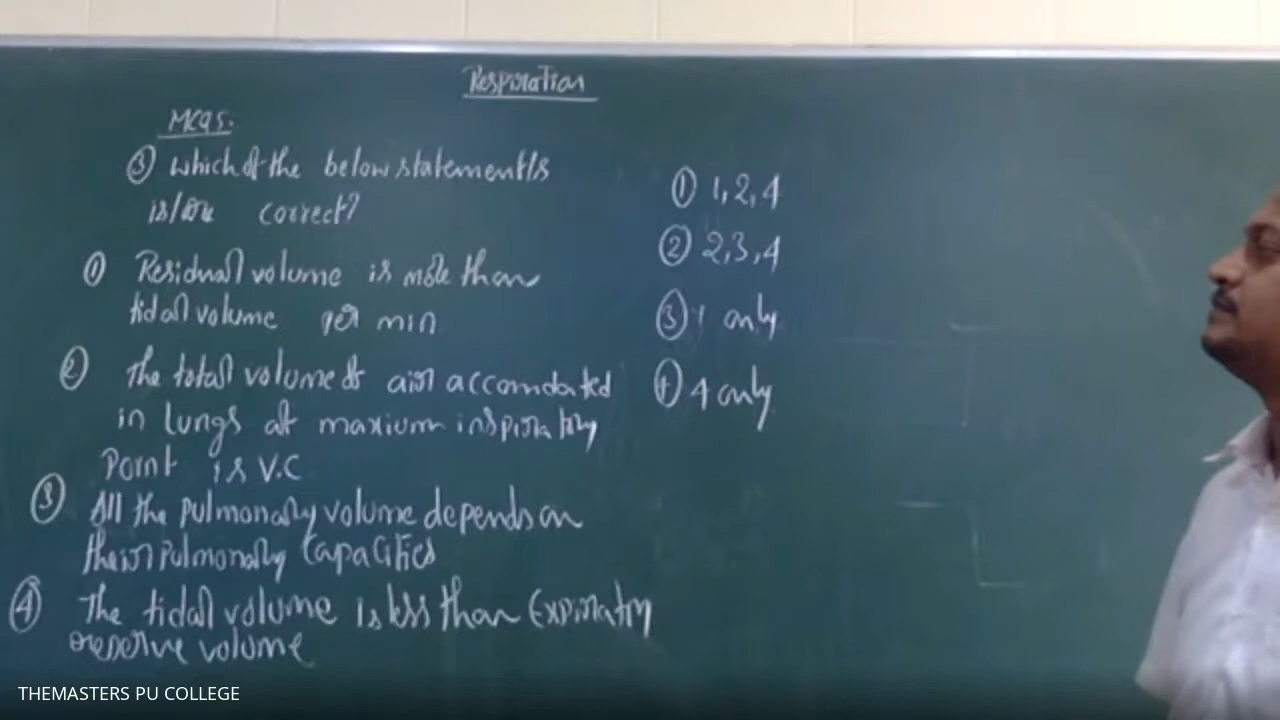 Respiration
MCQS.
③ which of the below statement/s
is/are correct?
① Residual volume is more than
tidal volume per min
② The total volume of air accomdated
in lungs at maxium inspiratory
Point is V.C
③ All the pulmonary volume depends on
their pulmonary capacities
④ The tidal volume is less than Expiratry
reserve volume
① 1,2,4
② 2,3,4
③ 1 only
④ 4 only
THEMASTERS PU COLLEGE